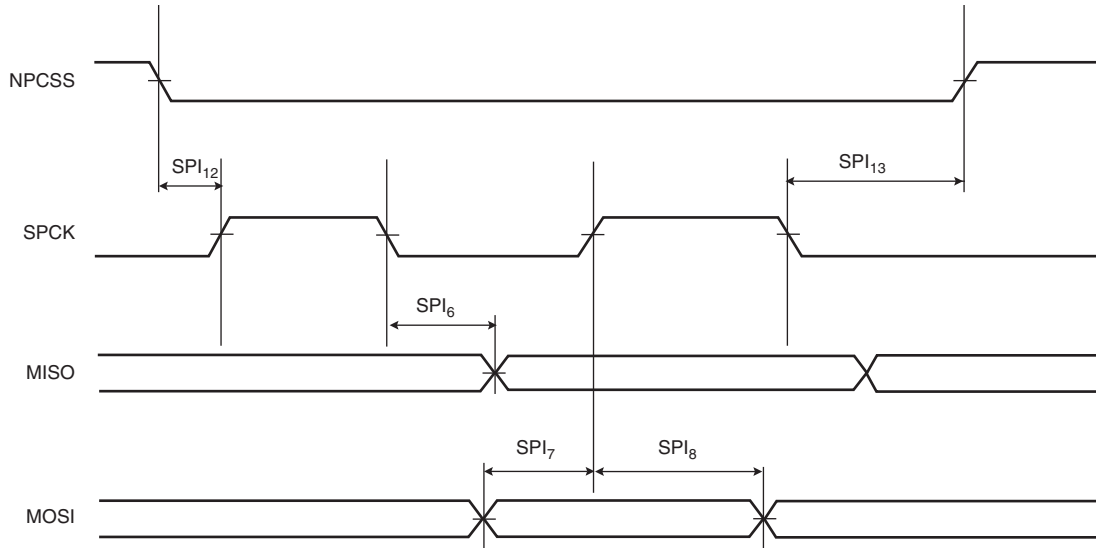 NPCSS
SPI₁₂
SPI₁₃
SPCK
SPI₆
MISO
SPI₇
SPI₈
MOSI